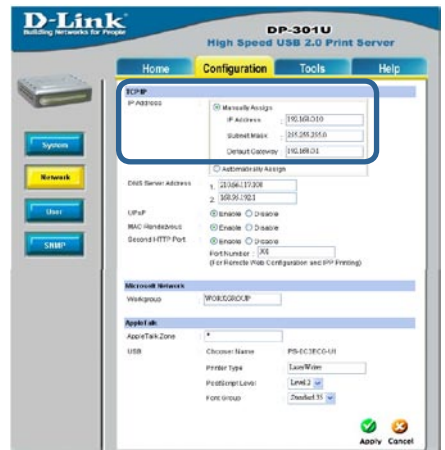 D-Link
Building Networks for People
DP-301U
High Speed USB 2.0 Print Server
Home Configuration Tools Help
TCP/IP
IP Address : Manually Assign
IP Address : 192.168.0.10
Subnet Mask : 255.255.255.0
Default Gateway : 192.168.0.1
Automatically Assign
DNS Server Address : 1.
2. 168.95.192.1
UPnP : Enable Disable
MAC Rendezvous : Enable Disable
Second HTTP Port : Enable Disable
Port Number :
(For Remote Web Configuration and IPP Printing)
System
Network
User
SNMP
Microsoft Network
Workgroup : WORKGROUP
AppleTalk
AppleTalk Zone : *
USB : Chooser Name
Printer Type LaserWriter
PostScript Level Level 2
Font Group Standard 35
Apply Cancel